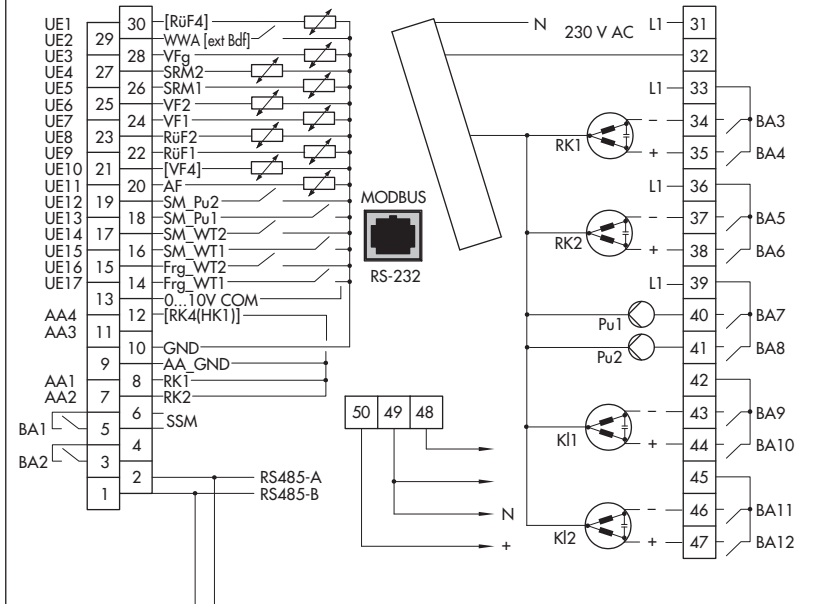 UE1 30 [RüF4]
UE2 29 WWA [ext Bdf]
UE3 28 VFg
UE4 27 SRM2
UE5 26 SRM1
UE6 25 VF2
UE7 24 VF1
UE8 23 RüF2
UE9 22 RüF1
UE10 21 [VF4]
UE11 20 AF
UE12 19 SM_Pu2
UE13 18 SM_Pu1
UE14 17 SM_WT2
UE15 16 SM_WT1
UE16 15 Frg_WT2
UE17 14 Frg_WT1
13 0...10V COM
AA4 12 [RK4(HK1)]
AA3 11
10 GND
9 AA_GND
AA1 8 RK1
AA2 7 RK2
6
BA1 5 SSM
4
BA2 3
2 RS485-A
1 RS485-B
MODBUS
RS-232
50 49 48
N
+
N 230 V AC L1 31
32
L1 33
RK1 − 34 BA3
+ 35 BA4
L1 36
RK2 − 37 BA5
+ 38 BA6
L1 39
Pu1 40 BA7
Pu2 41 BA8
42
Kl1 − 43 BA9
+ 44 BA10
45
Kl2 − 46 BA11
+ 47 BA12